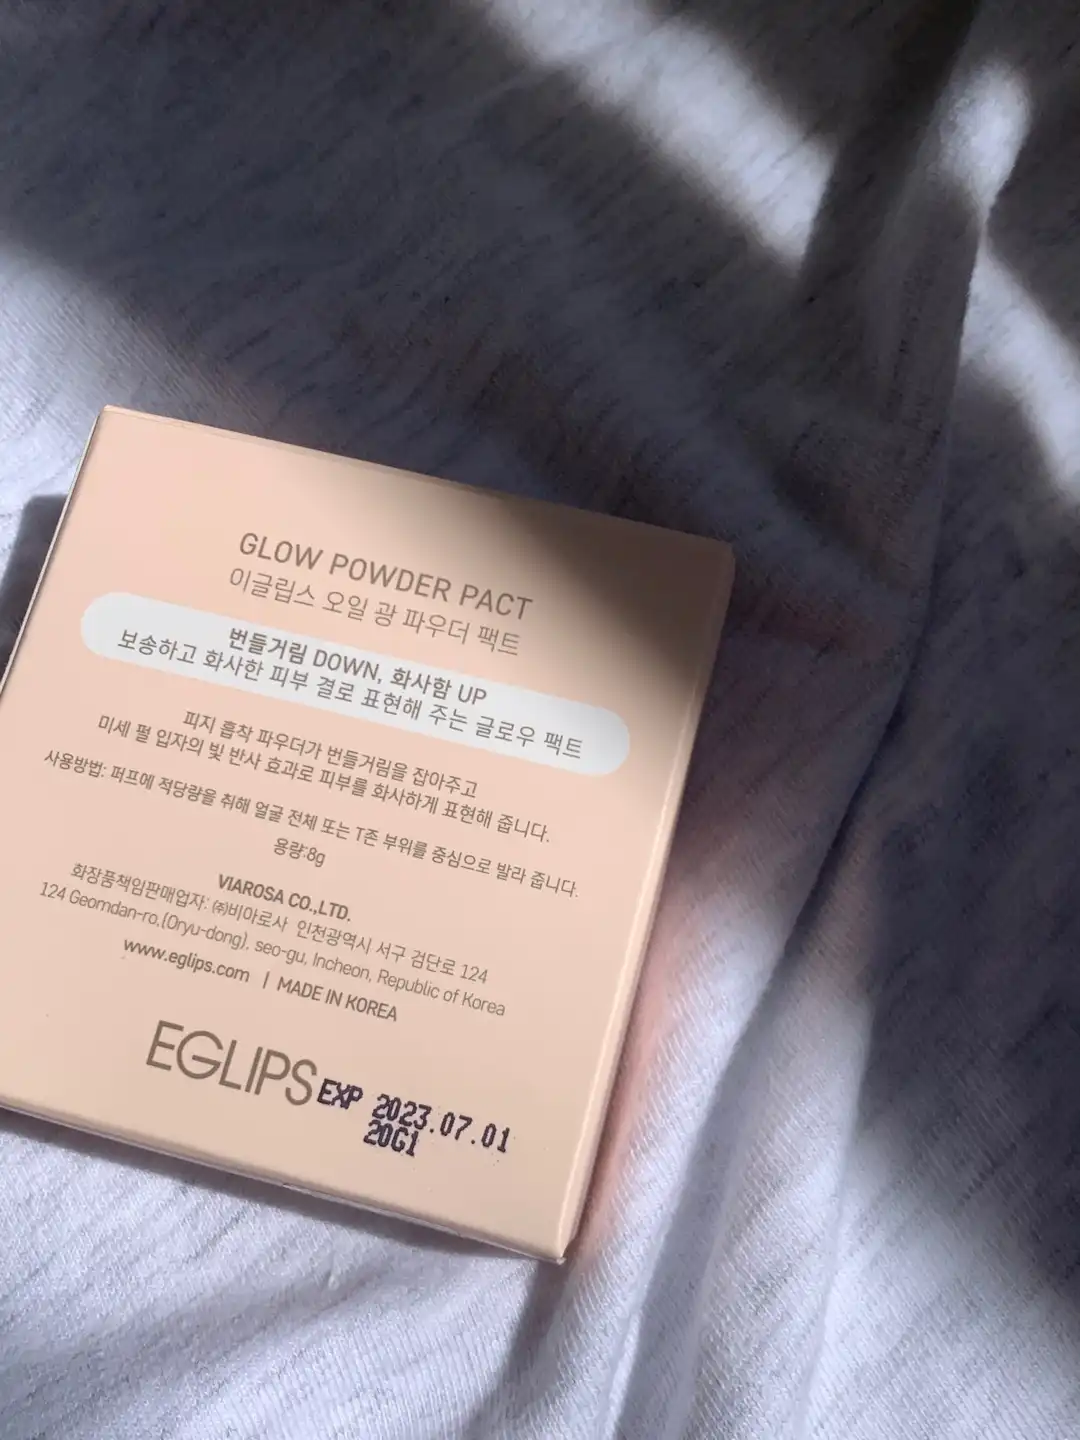 GLOW POWDER PACT
이글립스 오일 광 파우더 팩트
번들거림 DOWN, 화사함 UP
보송하고 화사한 피부 결로 표현해 주는 글로우 팩트
피지 흡착 파우더가 번들거림을 잡아주고
미세 펄 입자의 빛 반사 효과로 피부를 화사하게 표현해 줍니다.
사용방법: 퍼프에 적당량을 취해 얼굴 전체 또는 T존 부위를 중심으로 발라 줍니다.
용량:8g
VIAROSA CO.,LTD.
화장품책임판매업자: ㈜비아로사 인천광역시 서구 검단로 124
124 Geomdan-ro,(Oryu-dong), seo-gu, Incheon, Republic of Korea
www.eglips.com | MADE IN KOREA
EGLIPS
EXP 2023.07.01
20G1